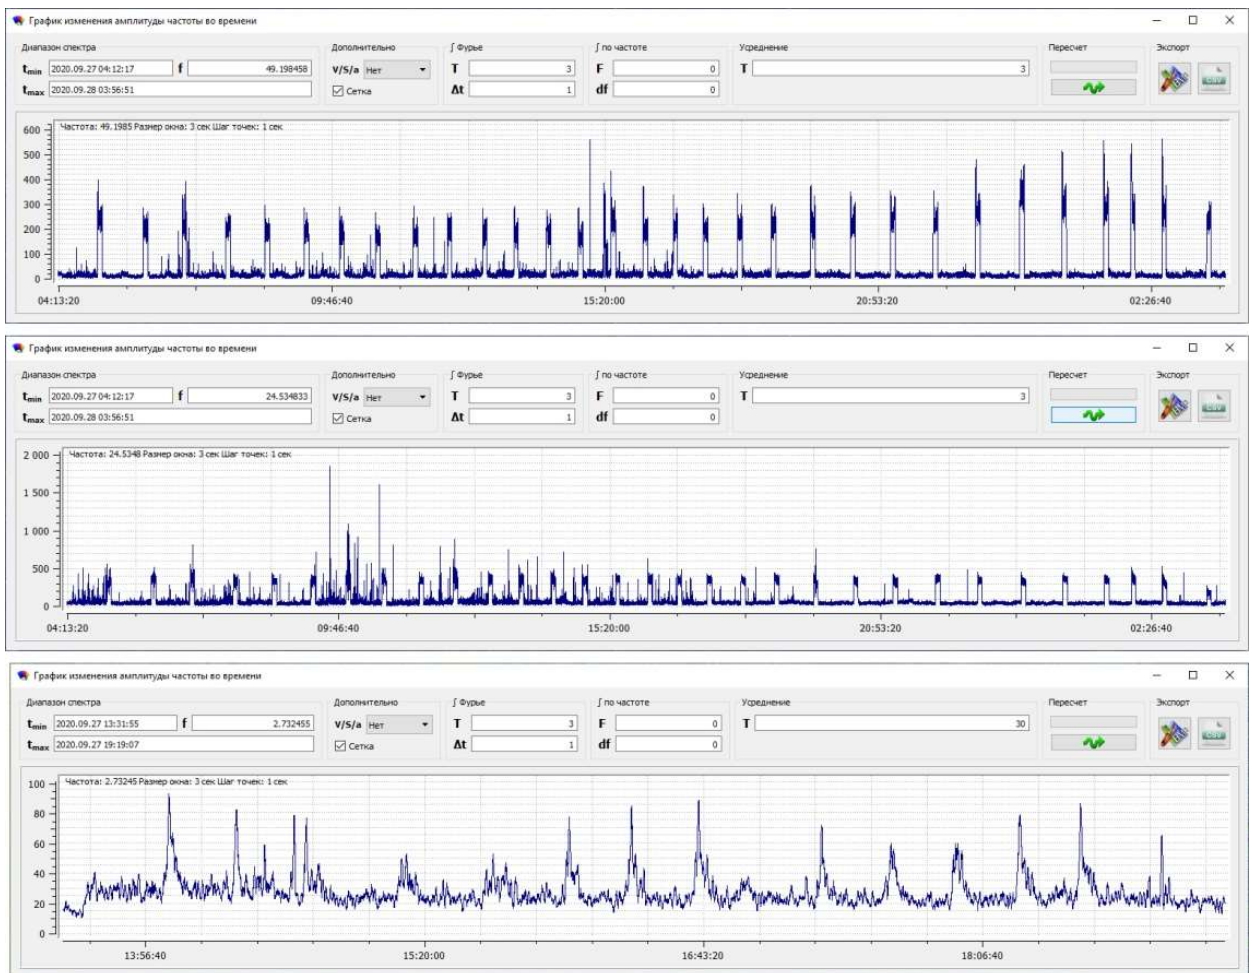 График изменения амплитуды частоты во времени
Диапазон спектра Дополнительно ∫ Фурье ∫ по частоте Усреднение Пересчет Экспорт
tmin 2020.09.27 04:12:17 f 49.198458 V/S/a Нет T 3 F 0 T 3
tmax 2020.09.28 03:56:51 Сетка Δt 1 df 0 CSV
Частота: 49.1985 Размер окна: 3 сек Шаг точек: 1 сек
600
500
400
300
200
100
0
04:13:20 09:46:40 15:20:00 20:53:20 02:26:40
График изменения амплитуды частоты во времени
Диапазон спектра Дополнительно ∫ Фурье ∫ по частоте Усреднение Пересчет Экспорт
tmin 2020.09.27 04:12:17 f 24.534833 V/S/a Нет T 3 F 0 T 3
tmax 2020.09.28 03:56:51 Сетка Δt 1 df 0 CSV
Частота: 24.5348 Размер окна: 3 сек Шаг точек: 1 сек
2 000
1 500
1 000
500
0
04:13:20 09:46:40 15:20:00 20:53:20 02:26:40
График изменения амплитуды частоты во времени
Диапазон спектра Дополнительно ∫ Фурье ∫ по частоте Усреднение Пересчет Экспорт
tmin 2020.09.27 13:31:55 f 2.732455 V/S/a Нет T 3 F 0 T 30
tmax 2020.09.27 19:19:07 Сетка Δt 1 df 0 CSV
Частота: 2.73245 Размер окна: 3 сек Шаг точек: 1 сек
100
80
60
40
20
0
13:56:40 15:20:00 16:43:20 18:06:40